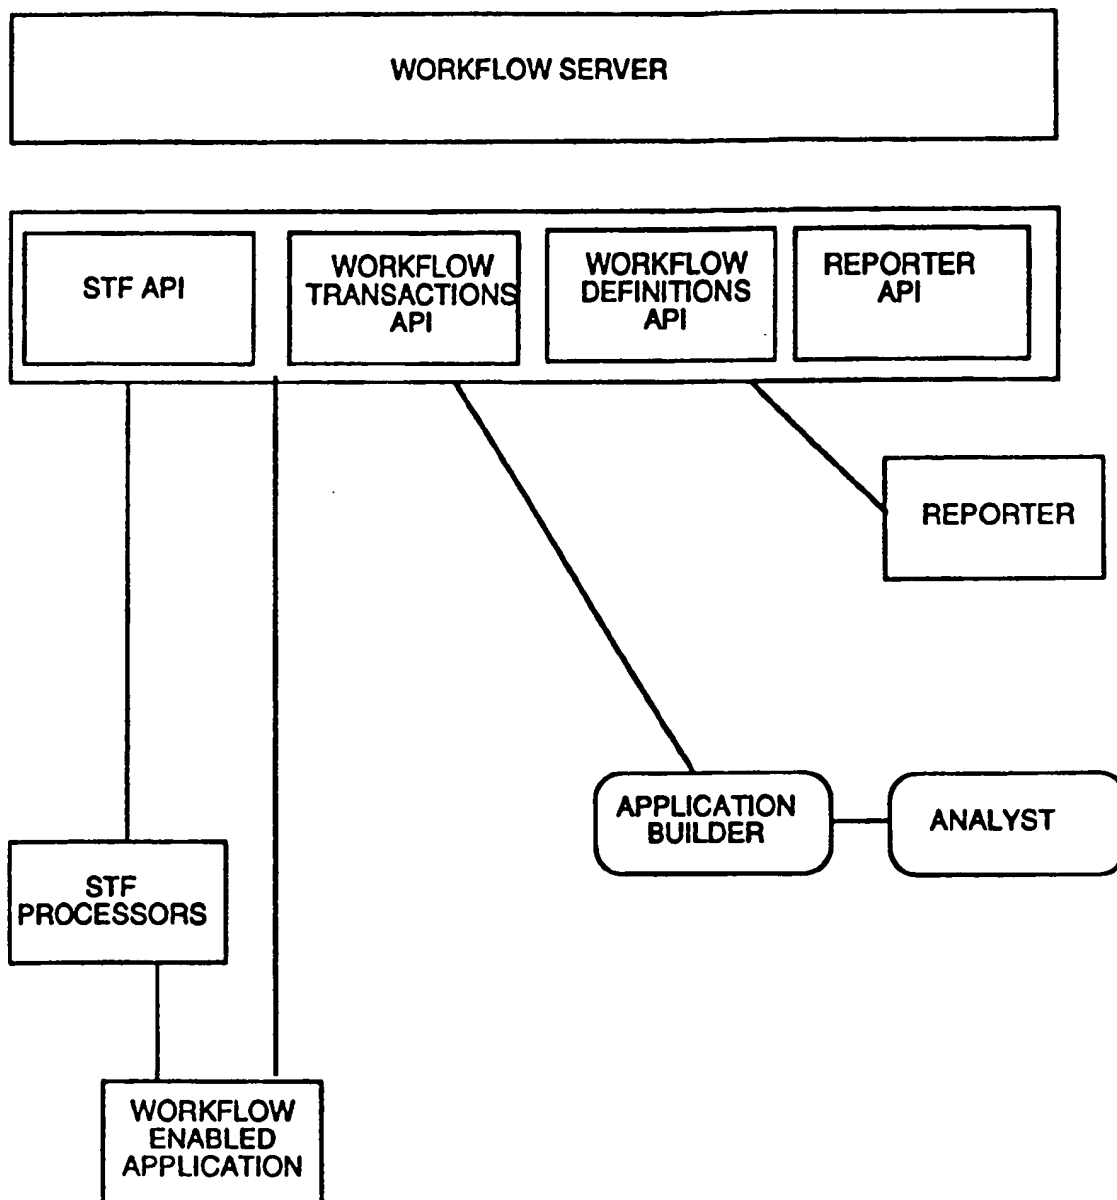 WORKFLOW SERVER
STF API
WORKFLOW
TRANSACTIONS
API
WORKFLOW
DEFINITIONS
API
REPORTER
API
REPORTER
APPLICATION
BUILDER
ANALYST
STF
PROCESSORS
WORKFLOW
ENABLED
APPLICATION